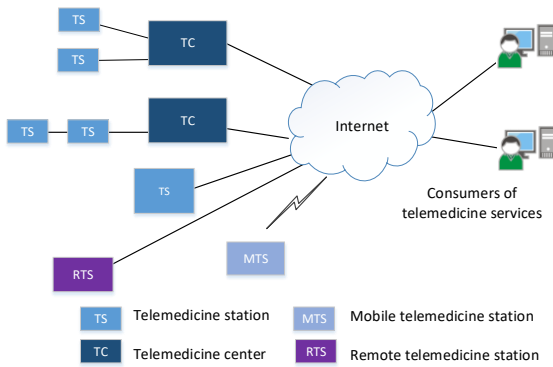 TS
TC
TS
TC
TS
TS
Internet
TS
Consumers of
telemedicine services
MTS
RTS
TS Telemedicine station
MTS Mobile telemedicine station
TC Telemedicine center
RTS Remote telemedicine station